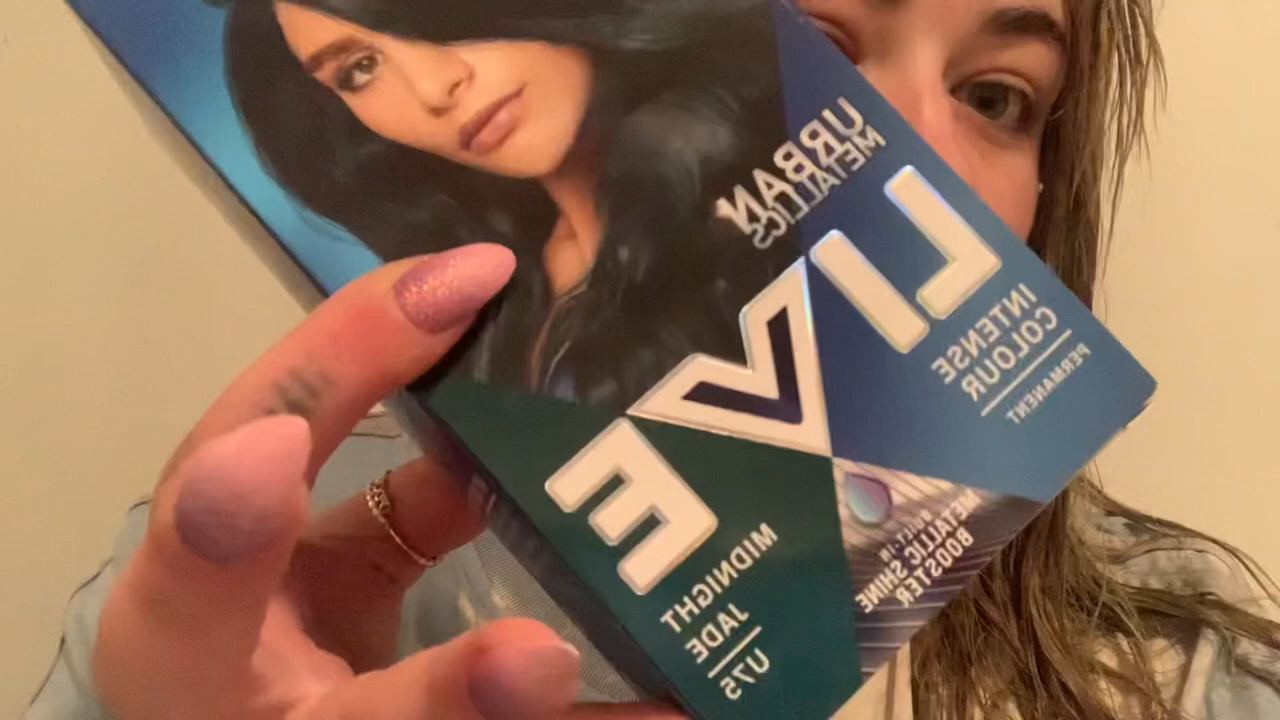 URBAN
METALLICS
LIVE
INTENSE
COLOUR
PERMANENT
BUILT-IN
METALLIC SHINE
BOOSTER
MIDNIGHT
JADE
U75